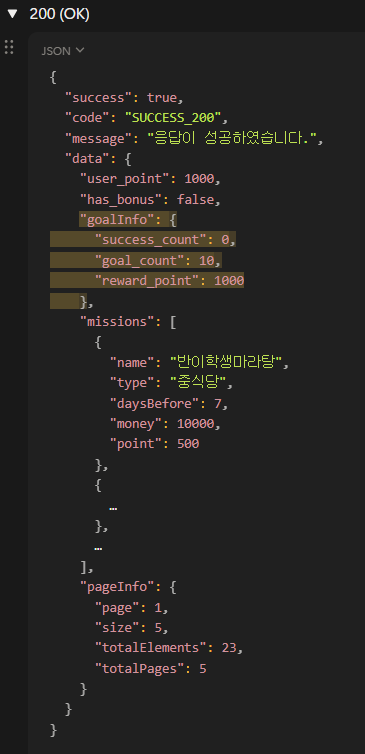 200 (OK)
JSON
{
"success": true,
"code": "SUCCESS_200",
"message": "응답이 성공하였습니다.",
"data": {
"user_point": 1000,
"has_bonus": false,
"goalInfo": {
"success_count": 0,
"goal_count": 10,
"reward_point": 1000
},
"missions": [
{
"name": "반이학생마라탕",
"type": "중식당",
"daysBefore": 7,
"money": 10000,
"point": 500
},
{
…
},
…
],
"pageInfo": {
"page": 1,
"size": 5,
"totalElements": 23,
"totalPages": 5
}
}
}